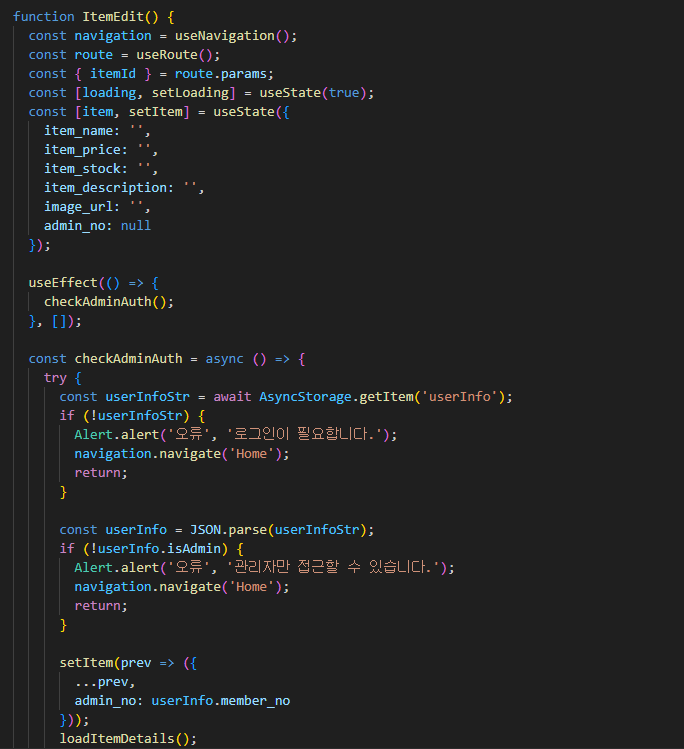 function ItemEdit() {
  const navigation = useNavigation();
  const route = useRoute();
  const { itemId } = route.params;
  const [loading, setLoading] = useState(true);
  const [item, setItem] = useState({
    item_name: '',
    item_price: '',
    item_stock: '',
    item_description: '',
    image_url: '',
    admin_no: null
  });

  useEffect(() => {
    checkAdminAuth();
  }, []);

  const checkAdminAuth = async () => {
    try {
      const userInfoStr = await AsyncStorage.getItem('userInfo');
      if (!userInfoStr) {
        Alert.alert('오류', '로그인이 필요합니다.');
        navigation.navigate('Home');
        return;
      }

      const userInfo = JSON.parse(userInfoStr);
      if (!userInfo.isAdmin) {
        Alert.alert('오류', '관리자만 접근할 수 있습니다.');
        navigation.navigate('Home');
        return;
      }

      setItem(prev => ({
        ...prev,
        admin_no: userInfo.member_no
      }));
      loadItemDetails();